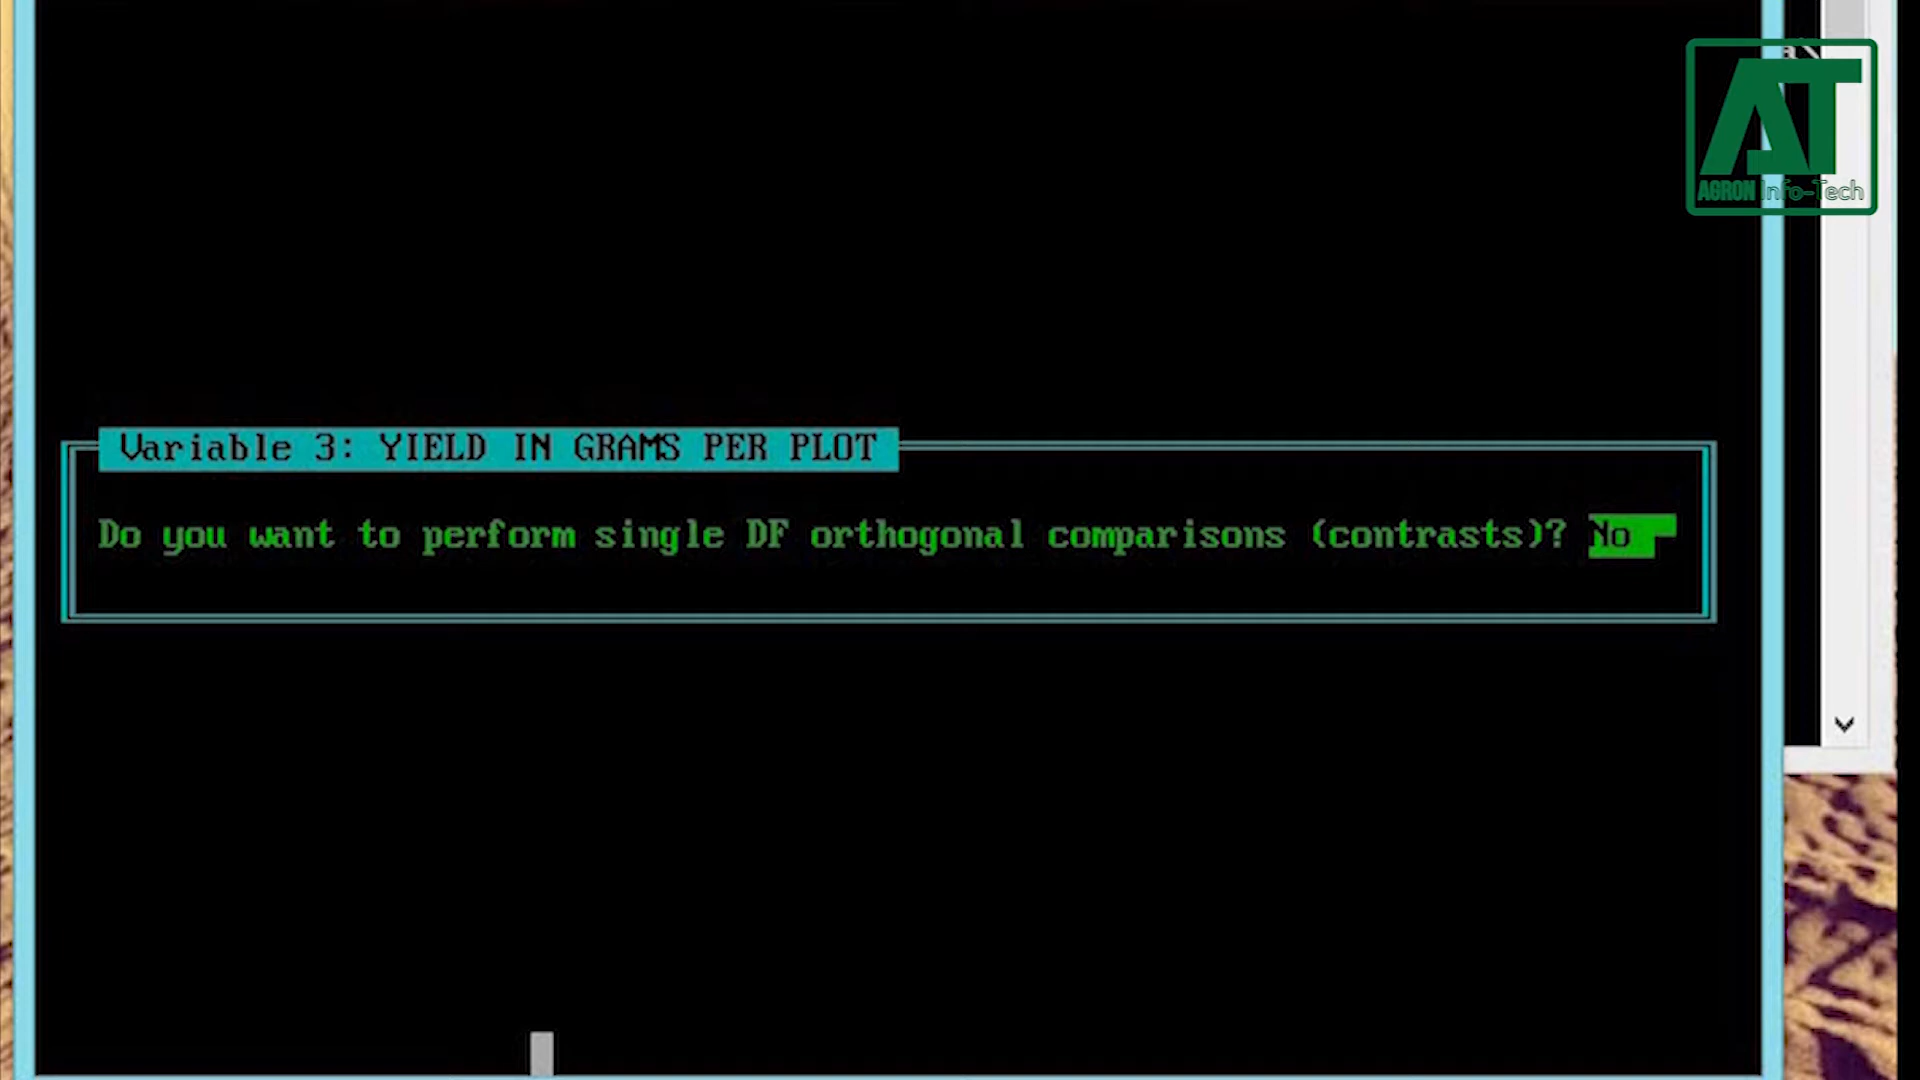 AT
AGRON Info-Tech
Variable 3: YIELD IN GRAMS PER PLOT
Do you want to perform single DF orthogonal comparisons (contrasts)? No